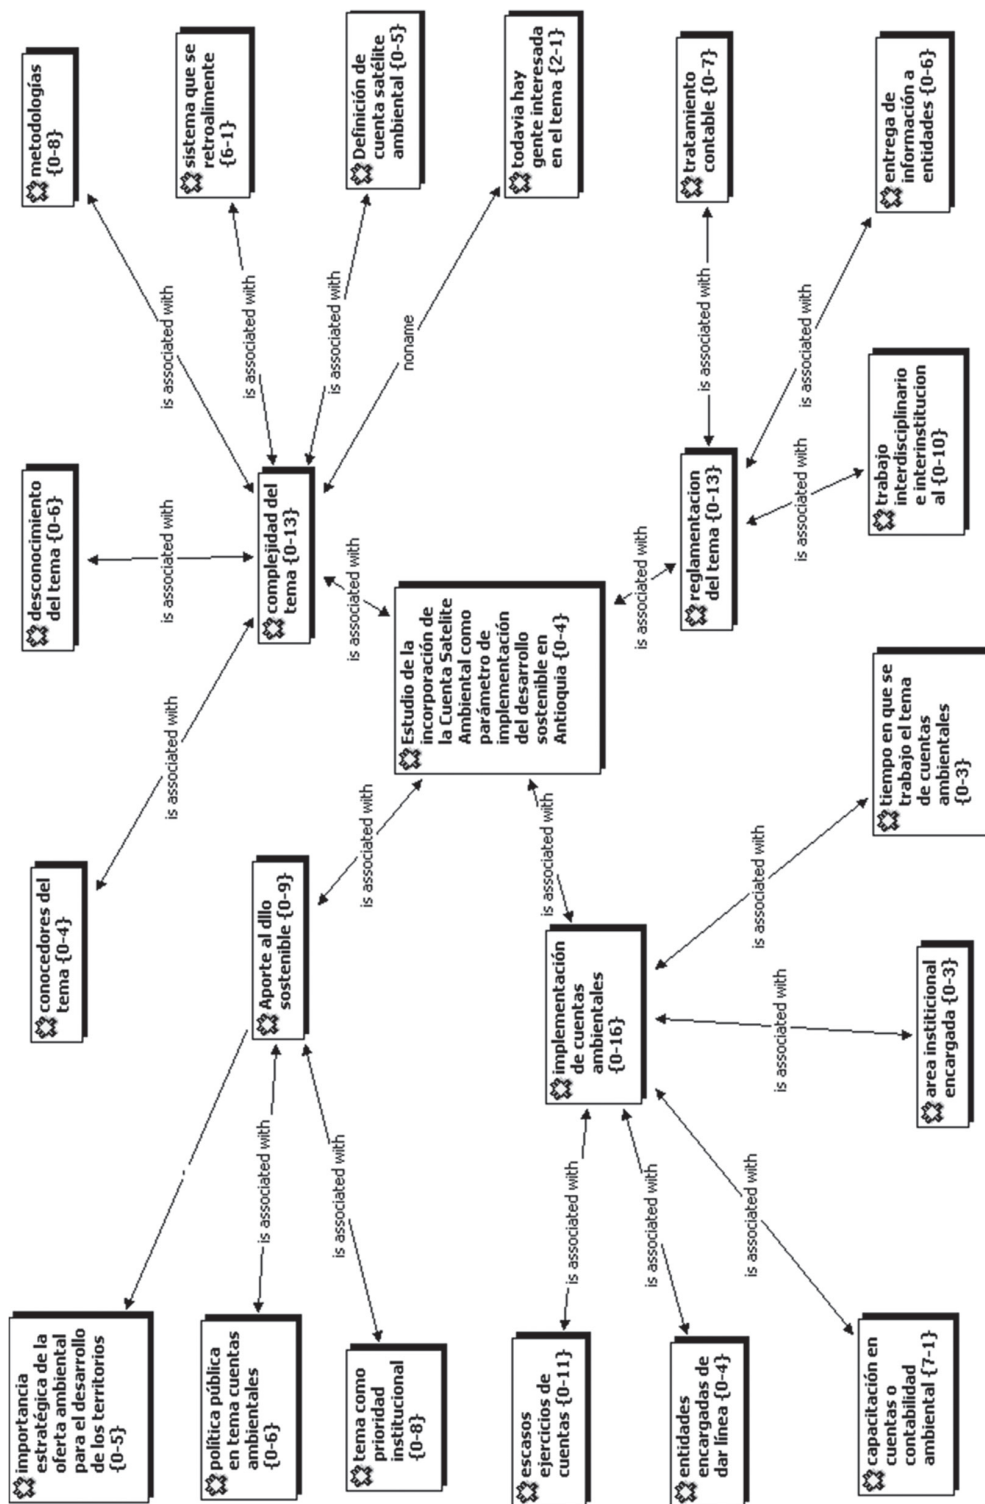 importancia
estratégica de la
oferta ambiental
para el desarrollo
de los territorios
{0-5}
política pública
en tema cuentas
ambientales
{0-6}
tema como
prioridad
institucional
{0-8}
is associated with
is associated with
Aporte al dllo
sostenible {0-9}
is associated with
conocedores del
tema {0-4}
is associated with
desconocimiento
del tema {0-6}
is associated with
metodologías
{0-8}
is associated with
sistema que se
retroalimente
{6-1}
is associated with
Definición de
cuenta satélite
ambiental {0-5}
is associated with
todavia hay
gente interesada
en el tema {2-1}
noname
complejidad del
tema {0-13}
is associated with
Estudio de la
incorporación de
la Cuenta Satelite
Ambiental como
parámetro de
implementación
del desarrollo
sostenible en
Antioquia {0-4}
is associated with
is associated with
implementación
de cuentas
ambientales
{0-16}
is associated with
escasos
ejercicios de
cuentas {0-11}
is associated with
entidades
encargadas de
dar línea {0-4}
is associated with
capacitación en
cuentas o
contabilidad
ambiental {7-1}
is associated with
area institicional
encargada {0-3}
is associated with
tiempo en que se
trabajo el tema
de cuentas
ambientales
{0-3}
reglamentacion
del tema {0-13}
is associated with
tratamiento
contable {0-7}
is associated with
entrega de
información a
entidades {0-6}
is associated with
trabajo
interdisciplinario
e interinstitucion
al {0-10}